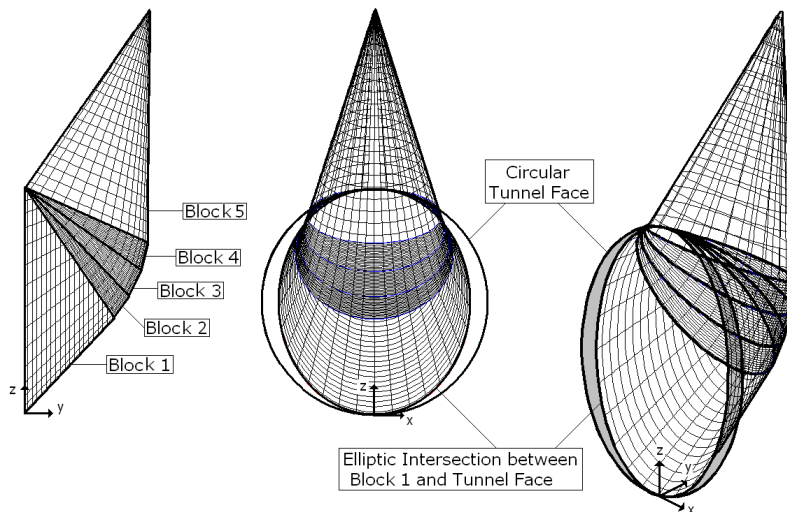 Block 5
Block 4
Block 3
Block 2
Block 1
z
y
Circular
Tunnel Face
z
x
Elliptic Intersection between
Block 1 and Tunnel Face
z
y
x